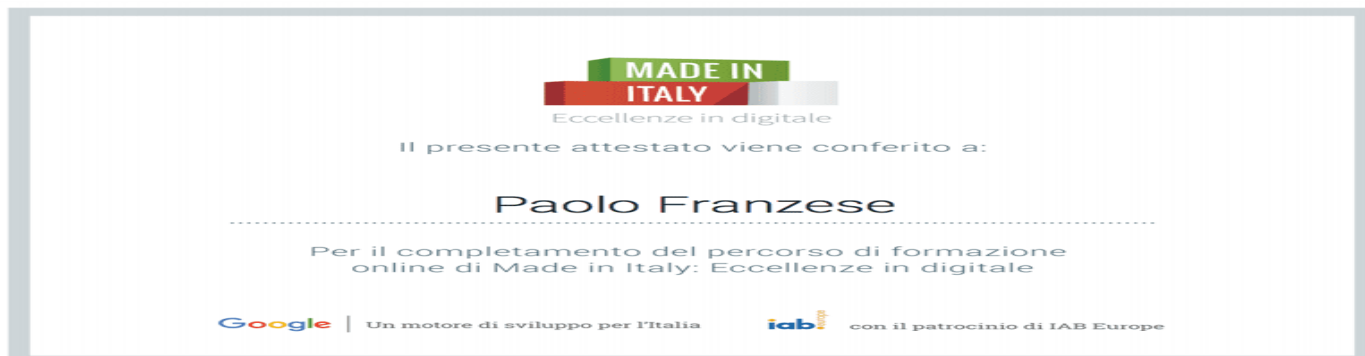 MADE IN
ITALY
Eccellenze in digitale
Il presente attestato viene conferito a:
Paolo Franzese
Per il completamento del percorso di formazione
online di Made in Italy: Eccellenze in digitale
Google | Un motore di sviluppo per l'Italia
iab europe con il patrocinio di IAB Europe